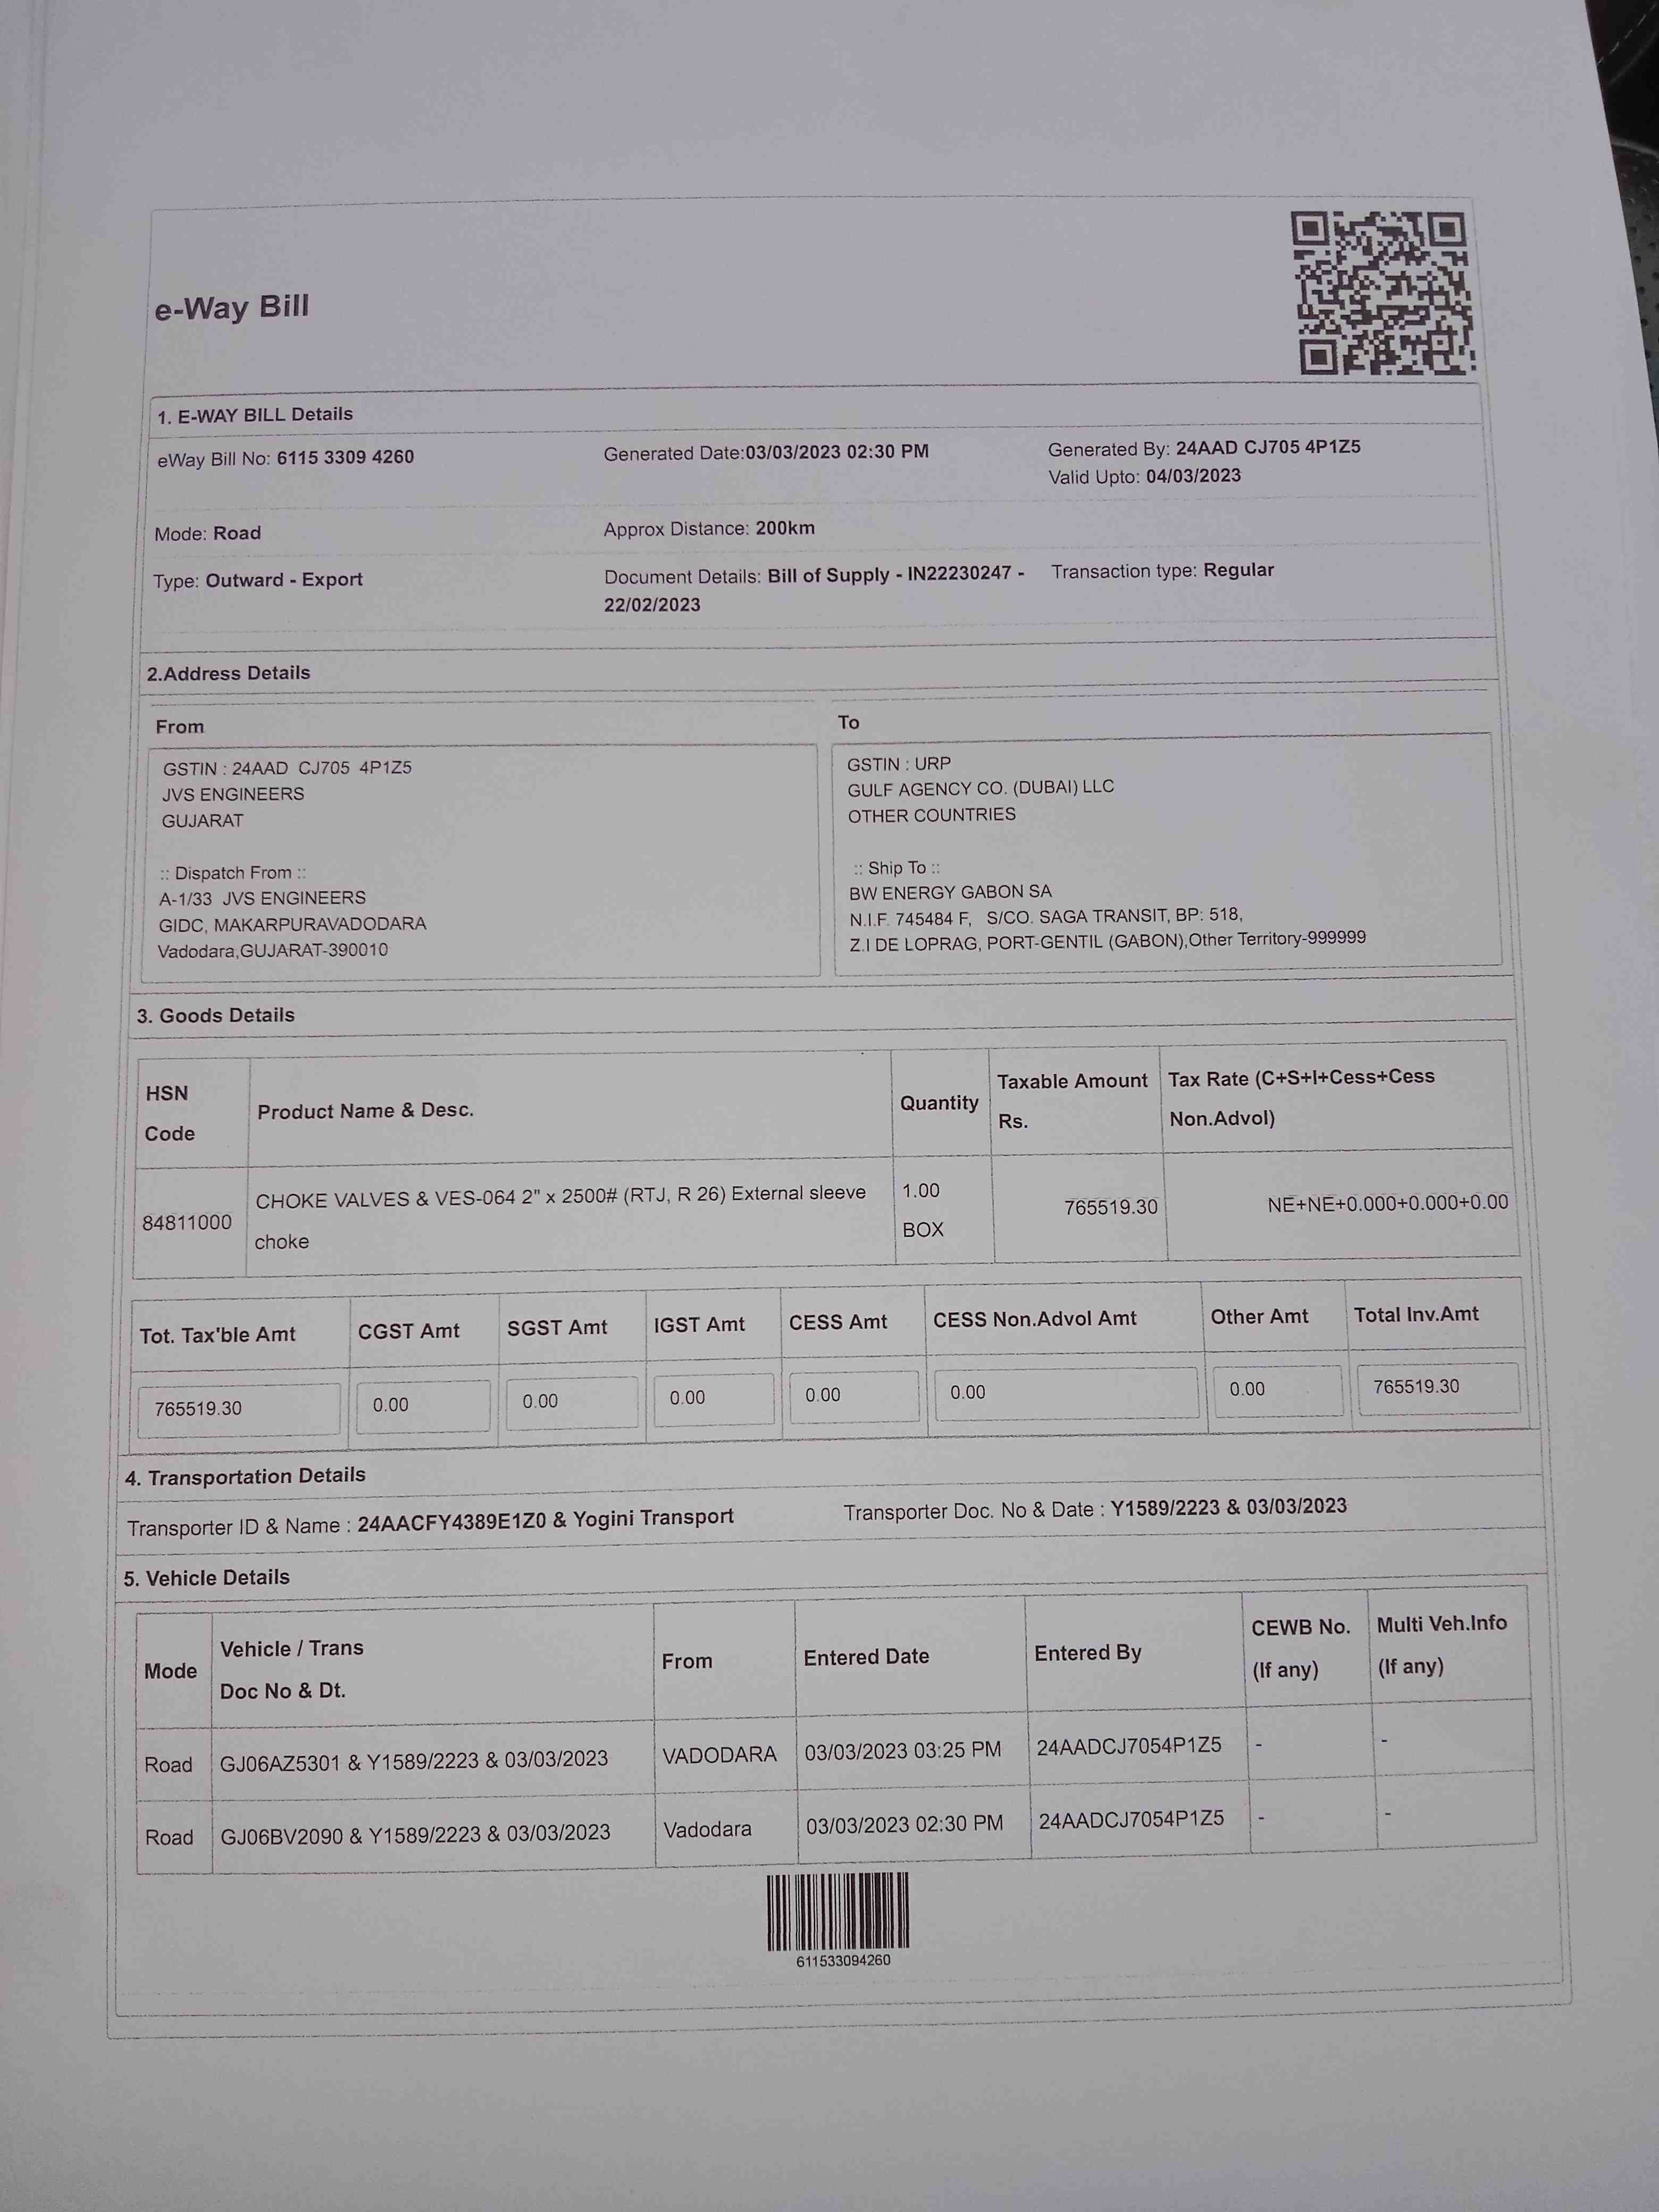 e-Way Bill
1. E-WAY BILL Details
eWay Bill No: 6115 3309 4260
Generated Date:03/03/2023 02:30 PM
Generated By: 24AAD CJ705 4P1Z5
Valid Upto: 04/03/2023
Mode: Road
Approx Distance: 200km
Type: Outward - Export
Document Details: Bill of Supply - IN22230247 -
22/02/2023
Transaction type: Regular
2.Address Details
From
GSTIN : 24AAD CJ705 4P1Z5
JVS ENGINEERS
GUJARAT
:: Dispatch From ::
A-1/33 JVS ENGINEERS
GIDC, MAKARPURAVADODARA
Vadodara,GUJARAT-390010
To
GSTIN : URP
GULF AGENCY CO. (DUBAI) LLC
OTHER COUNTRIES
:: Ship To ::
BW ENERGY GABON SA
N.I.F. 745484 F, S/CO. SAGA TRANSIT, BP: 518,
Z.I DE LOPRAG, PORT-GENTIL (GABON),Other Territory-999999
3. Goods Details
HSN
Code
Product Name & Desc.
Quantity
Taxable Amount
Rs.
Tax Rate (C+S+I+Cess+Cess
Non.Advol)
84811000
CHOKE VALVES & VES-064 2" x 2500# (RTJ, R 26) External sleeve
choke
1.00
BOX
765519.30
NE+NE+0.000+0.000+0.00
Tot. Tax'ble Amt
CGST Amt
SGST Amt
IGST Amt
CESS Amt
CESS Non.Advol Amt
Other Amt
Total Inv.Amt
765519.30
0.00
0.00
0.00
0.00
0.00
0.00
765519.30
4. Transportation Details
Transporter ID & Name : 24AACFY4389E1Z0 & Yogini Transport
Transporter Doc. No & Date : Y1589/2223 & 03/03/2023
5. Vehicle Details
Mode
Vehicle / Trans
Doc No & Dt.
From
Entered Date
Entered By
CEWB No.
(If any)
Multi Veh.Info
(If any)
Road
GJ06AZ5301 & Y1589/2223 & 03/03/2023
VADODARA
03/03/2023 03:25 PM
24AADCJ7054P1Z5
-
-
Road
GJ06BV2090 & Y1589/2223 & 03/03/2023
Vadodara
03/03/2023 02:30 PM
24AADCJ7054P1Z5
-
-
611533094260